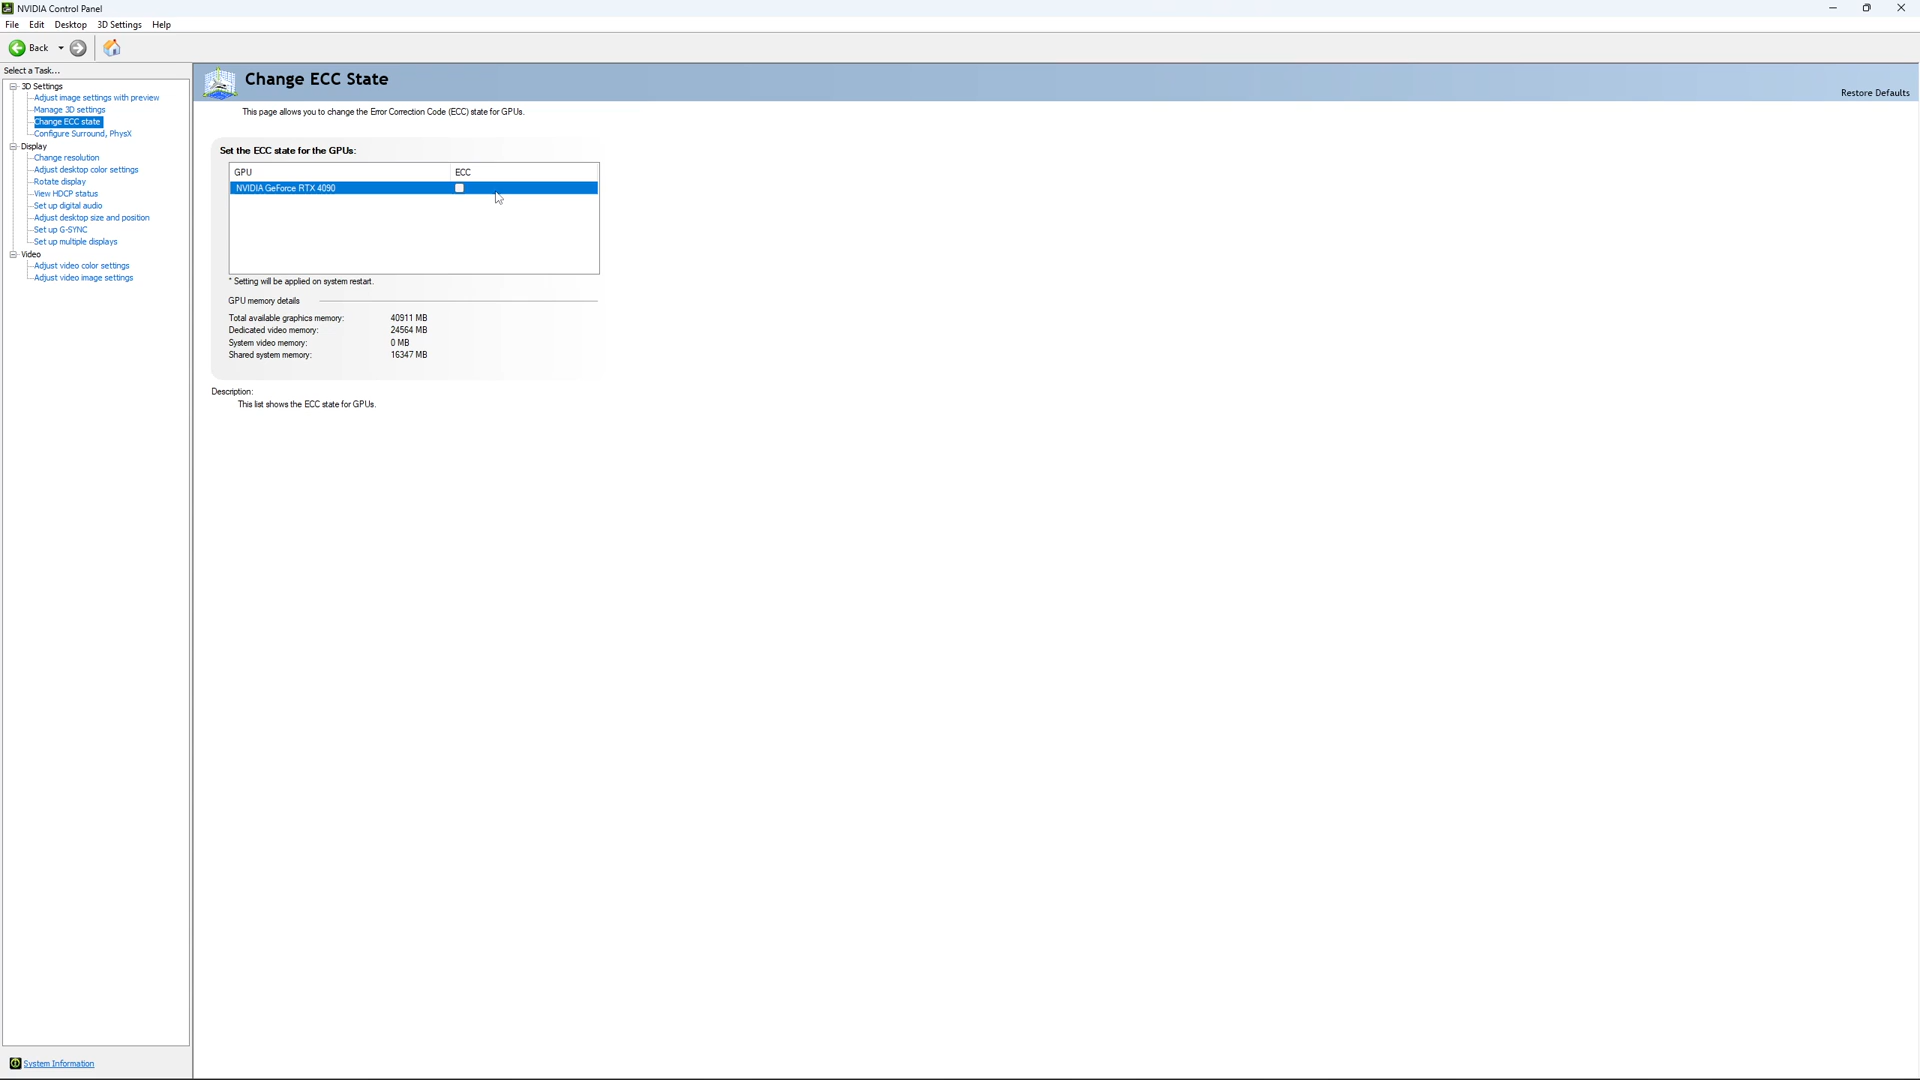 NVIDIA Control Panel
File Edit Desktop 3D Settings Help
Back
Select a Task...
3D Settings
Adjust image settings with preview
Manage 3D settings
Change ECC state
Configure Surround, PhysX
Display
Change resolution
Adjust desktop color settings
Rotate display
View HDCP status
Set up digital audio
Adjust desktop size and position
Set up G-SYNC
Set up multiple displays
Video
Adjust video color settings
Adjust video image settings
System Information
Change ECC State
Restore Defaults
This page allows you to change the Error Correction Code (ECC) state for GPUs.
Set the ECC state for the GPUs:
GPU ECC
NVIDIA GeForce RTX 4090
* Setting will be applied on system restart.
GPU memory details
Total available graphics memory: 40911 MB
Dedicated video memory: 24564 MB
System video memory: 0 MB
Shared system memory: 16347 MB
Description:
This list shows the ECC state for GPUs.